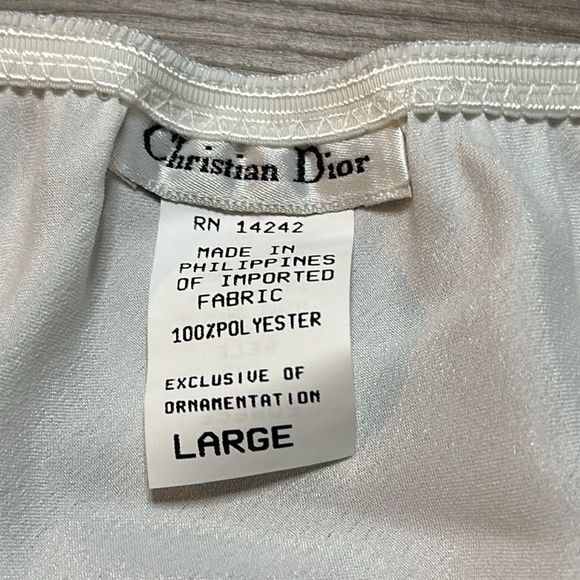 Christian Dior
RN 14242
MADE IN
PHILIPPINES
OF IMPORTED
FABRIC
100%POLYESTER
EXCLUSIVE OF
ORNAMENTATION
LARGE